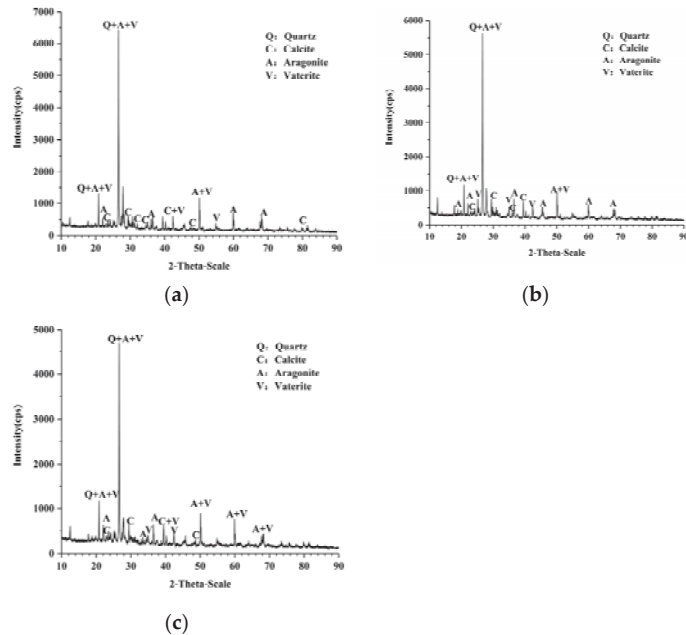 7000
6000
5000
4000
3000
2000
1000
0
Intensity(cps)
Q+A+V
Q: Quartz
C: Calcite
A: Aragonite
V: Vaterite
Q+A+V
A
C
C
C
C
A
C+V
C
A+V
V
A
A
C
10 20 30 40 50 60 70 80 90
2-Theta-Scale
(a)
6000
5000
4000
3000
2000
1000
0
Intensity(cps)
Q+A+V
Q: Quartz
C: Calcite
A: Aragonite
V: Vaterite
Q+A+V
A
A
C
V
C
V
C
A
C
V
A
A+V
A
A
10 20 30 40 50 60 70 80 90
2-Theta-Scale
(b)
5000
4000
3000
2000
1000
0
Intensity(cps)
Q+A+V
Q: Quartz
C: Calcite
A: Aragonite
V: Vaterite
Q+A+V
A
C
C
A
V
A
C+V
V
C
A+V
A+V
A+V
10 20 30 40 50 60 70 80 90
2-Theta-Scale
(c)